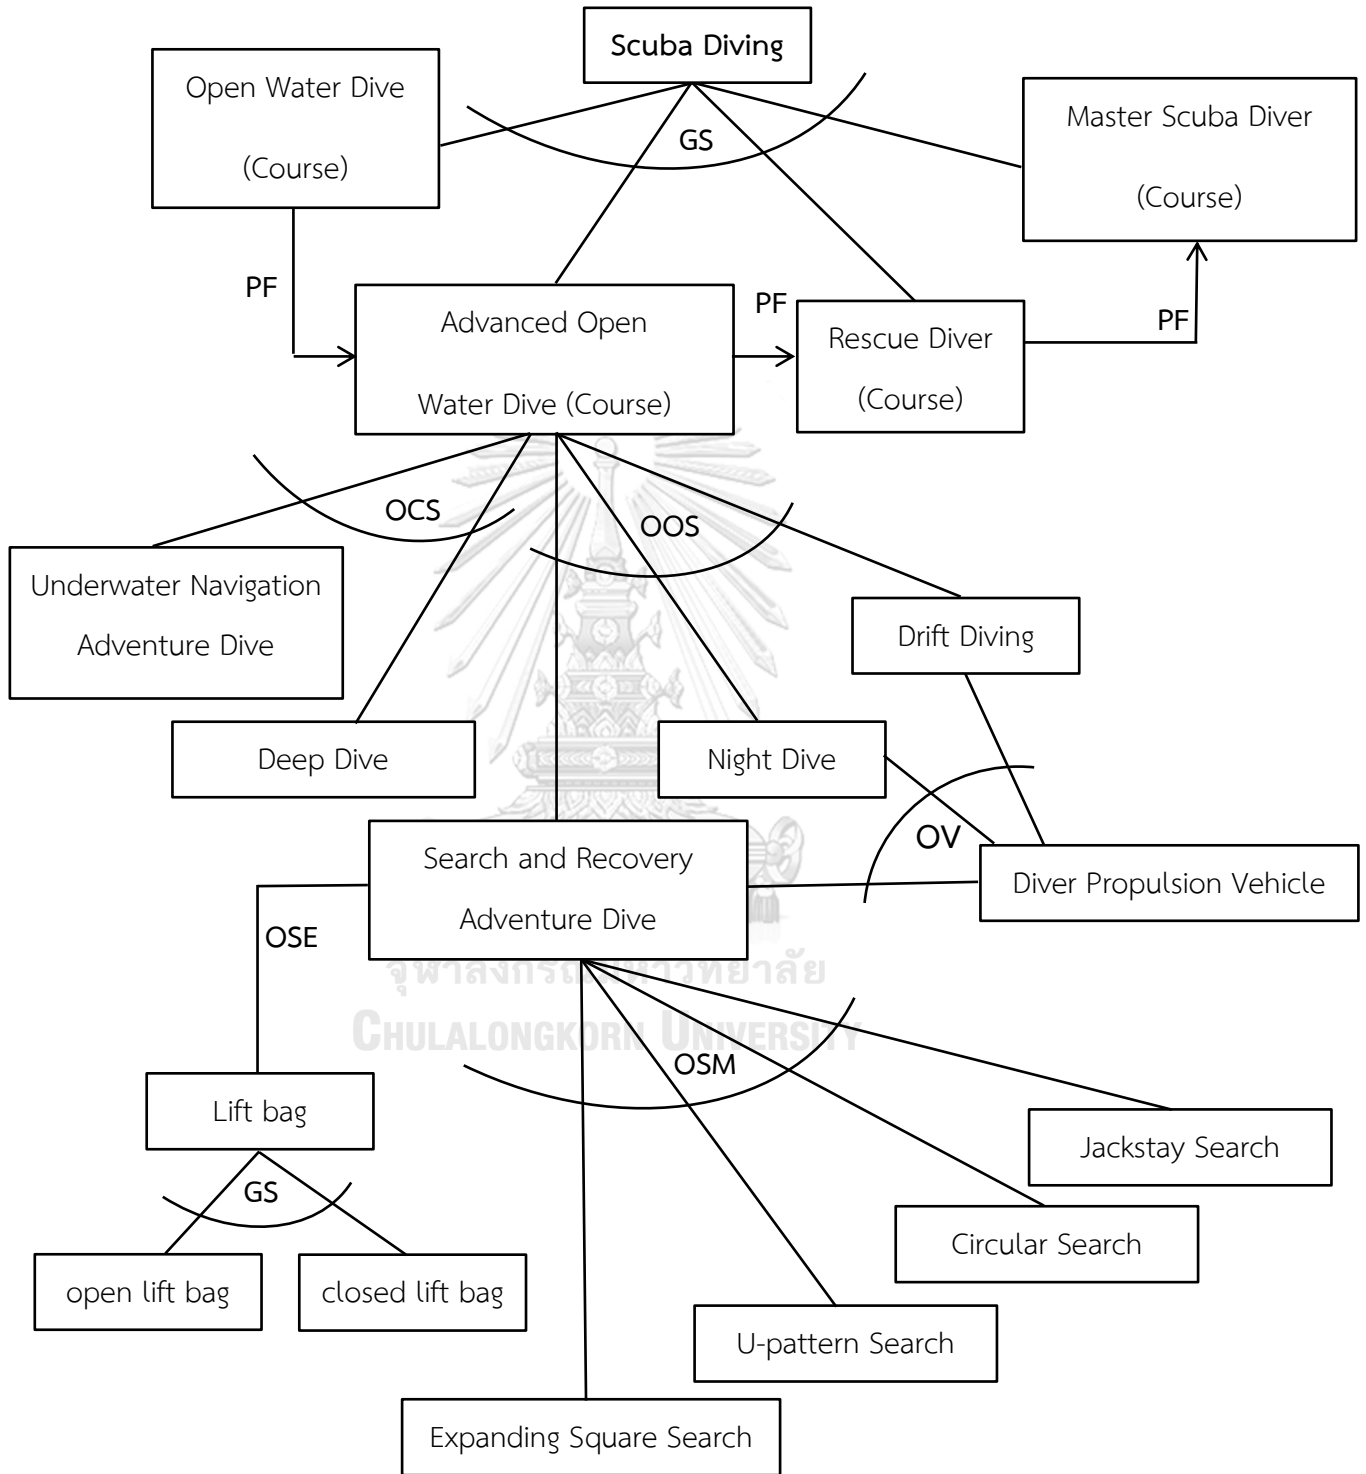 Scuba Diving
Open Water Dive
(Course)
Master Scuba Diver
(Course)
GS
PF
Advanced Open
Water Dive (Course)
PF
Rescue Diver
(Course)
PF
OCS
OOS
Underwater Navigation
Adventure Dive
Drift Diving
Deep Dive
Night Dive
OV
Search and Recovery
Adventure Dive
Diver Propulsion Vehicle
OSE
จุฬาลงกรณ์มหาวิทยาลัย
CHULALONGKORN UNIVERSITY
OSM
Lift bag
Jackstay Search
GS
Circular Search
open lift bag
closed lift bag
U-pattern Search
Expanding Square Search